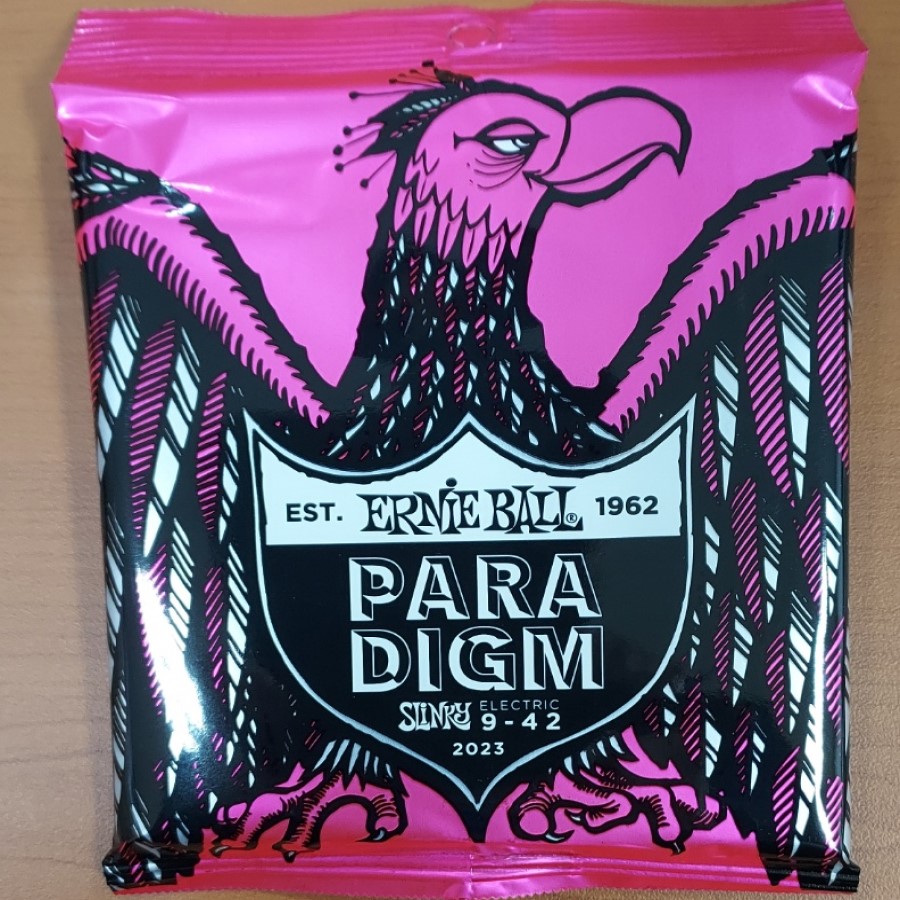 EST. ERNIE BALL® 1962
PARA
DIGM
SLINKY ELECTRIC
9-42
2023